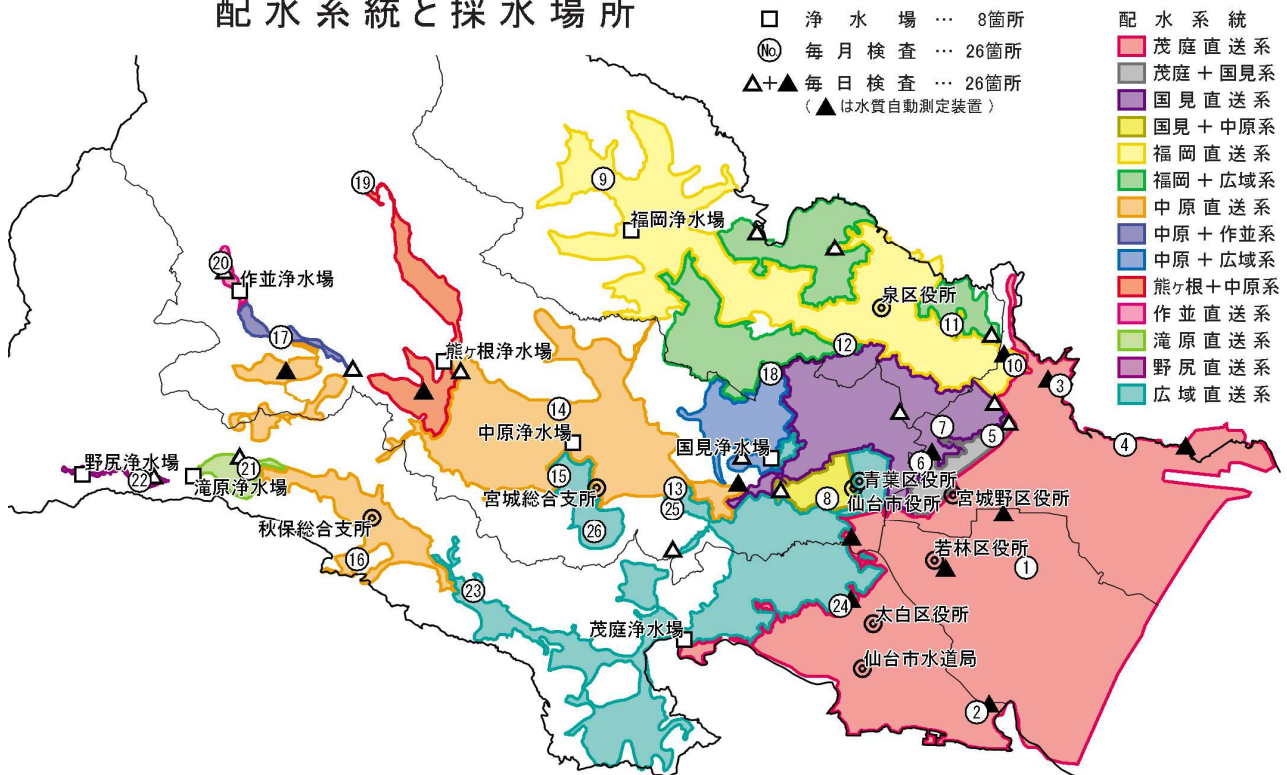 配水系統と採水場所
浄水場 … 8箇所
No. 毎月検査 … 26箇所
毎日検査 … 26箇所
(▲は水質自動測定装置)
配水系統
茂庭直送系
茂庭+国見系
国見直送系
国見+中原系
福岡直送系
福岡+広域系
中原直送系
中原+作並系
中原+広域系
熊ヶ根+中原系
作並直送系
滝原直送系
野尻直送系
広域直送系
19
9
福岡浄水場
20
作並浄水場
泉区役所
11
17
12
熊ヶ根浄水場
10
18
3
14
中原浄水場
7
5
4
国見浄水場
6
野尻浄水場
22
21
滝原浄水場
15
宮城総合支所
13
25
8
青葉区役所
仙台市役所
宮城野区役所
秋保総合支所
26
若林区役所
1
16
23
24
太白区役所
茂庭浄水場
仙台市水道局
2